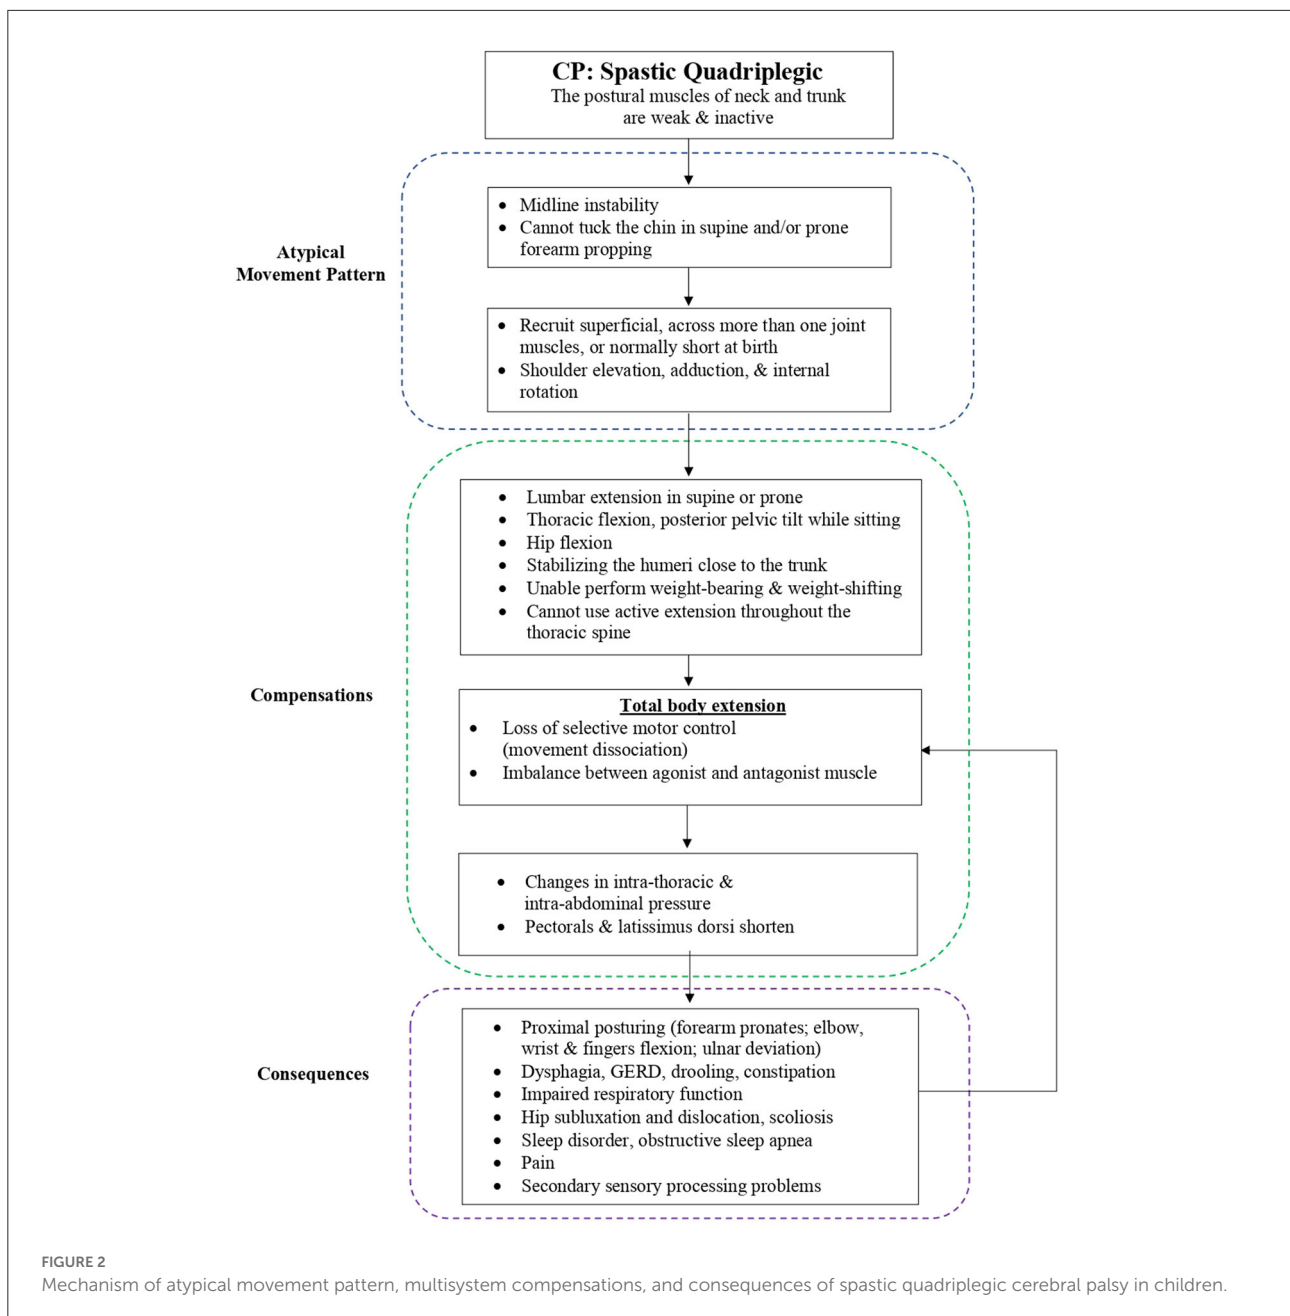 CP: Spastic Quadriplegic
The postural muscles of neck and trunk
are weak & inactive
Atypical
Movement Pattern
• Midline instability
• Cannot tuck the chin in supine and/or prone
forearm propping
• Recruit superficial, across more than one joint
muscles, or normally short at birth
• Shoulder elevation, adduction, & internal
rotation
Compensations
• Lumbar extension in supine or prone
• Thoracic flexion, posterior pelvic tilt while sitting
• Hip flexion
• Stabilizing the humeri close to the trunk
• Unable perform weight-bearing & weight-shifting
• Cannot use active extension throughout the
thoracic spine
Total body extension
• Loss of selective motor control
(movement dissociation)
• Imbalance between agonist and antagonist muscle
• Changes in intra-thoracic &
intra-abdominal pressure
• Pectorals & latissimus dorsi shorten
Consequences
• Proximal posturing (forearm pronates; elbow,
wrist & fingers flexion; ulnar deviation)
• Dysphagia, GERD, drooling, constipation
• Impaired respiratory function
• Hip subluxation and dislocation, scoliosis
• Sleep disorder, obstructive sleep apnea
• Pain
• Secondary sensory processing problems
FIGURE 2
Mechanism of atypical movement pattern, multisystem compensations, and consequences of spastic quadriplegic cerebral palsy in children.